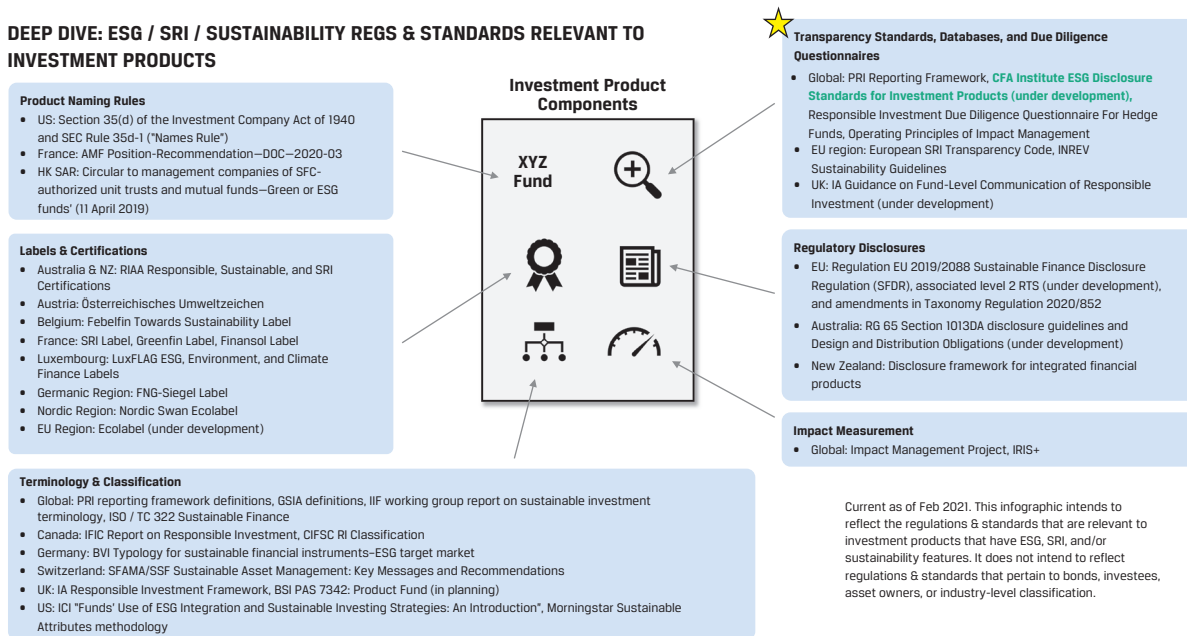 DEEP DIVE: ESG / SRI / SUSTAINABILITY REGS & STANDARDS RELEVANT TO
INVESTMENT PRODUCTS
Product Naming Rules
• US: Section 35(d) of the Investment Company Act of 1940
and SEC Rule 35d-1 ("Names Rule")
• France: AMF Position-Recommendation—DOC—2020-03
• HK SAR: Circular to management companies of SFC-
authorized unit trusts and mutual funds—Green or ESG
funds' (11 April 2019)
Labels & Certifications
• Australia & NZ: RIAA Responsible, Sustainable, and SRI
Certifications
• Austria: Österreichisches Umweltzeichen
• Belgium: Febelfin Towards Sustainability Label
• France: SRI Label, Greenfin Label, Finansol Label
• Luxembourg: LuxFLAG ESG, Environment, and Climate
Finance Labels
• Germanic Region: FNG-Siegel Label
• Nordic Region: Nordic Swan Ecolabel
• EU Region: Ecolabel (under development)
Investment Product
Components
XYZ
Fund
Transparency Standards, Databases, and Due Diligence
Questionnaires
• Global: PRI Reporting Framework, CFA Institute ESG Disclosure
Standards for Investment Products (under development),
Responsible Investment Due Diligence Questionnaire For Hedge
Funds, Operating Principles of Impact Management
• EU region: European SRI Transparency Code, INREV
Sustainability Guidelines
• UK: IA Guidance on Fund-Level Communication of Responsible
Investment (under development)
Regulatory Disclosures
• EU: Regulation EU 2019/2088 Sustainable Finance Disclosure
Regulation (SFDR), associated level 2 RTS (under development),
and amendments in Taxonomy Regulation 2020/852
• Australia: RG 65 Section 1013DA disclosure guidelines and
Design and Distribution Obligations (under development)
• New Zealand: Disclosure framework for integrated financial
products
Impact Measurement
• Global: Impact Management Project, IRIS+
Terminology & Classification
• Global: PRI reporting framework definitions, GSIA definitions, IIF working group report on sustainable investment
terminology, ISO / TC 322 Sustainable Finance
• Canada: IFIC Report on Responsible Investment, CIFSC RI Classification
• Germany: BVI Typology for sustainable financial instruments–ESG target market
• Switzerland: SFAMA/SSF Sustainable Asset Management: Key Messages and Recommendations
• UK: IA Responsible Investment Framework, BSI PAS 7342: Product Fund (in planning)
• US: ICI "Funds' Use of ESG Integration and Sustainable Investing Strategies: An Introduction", Morningstar Sustainable
Attributes methodology
Current as of Feb 2021. This infographic intends to
reflect the regulations & standards that are relevant to
investment products that have ESG, SRI, and/or
sustainability features. It does not intend to reflect
regulations & standards that pertain to bonds, investees,
asset owners, or industry-level classification.